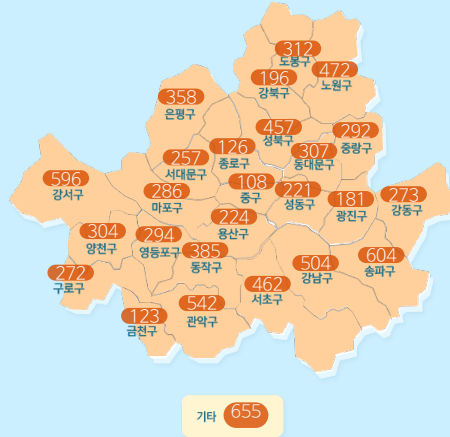 312
도봉구
472
노원구
196
강북구
358
은평구
457
성북구
292
중랑구
126
종로구
307
동대문구
257
서대문구
596
강서구
108
중구
286
마포구
221
성동구
181
광진구
273
강동구
224
용산구
304
양천구
294
영등포구
385
동작구
604
송파구
504
강남구
272
구로구
462
서초구
542
관악구
123
금천구
기타 655